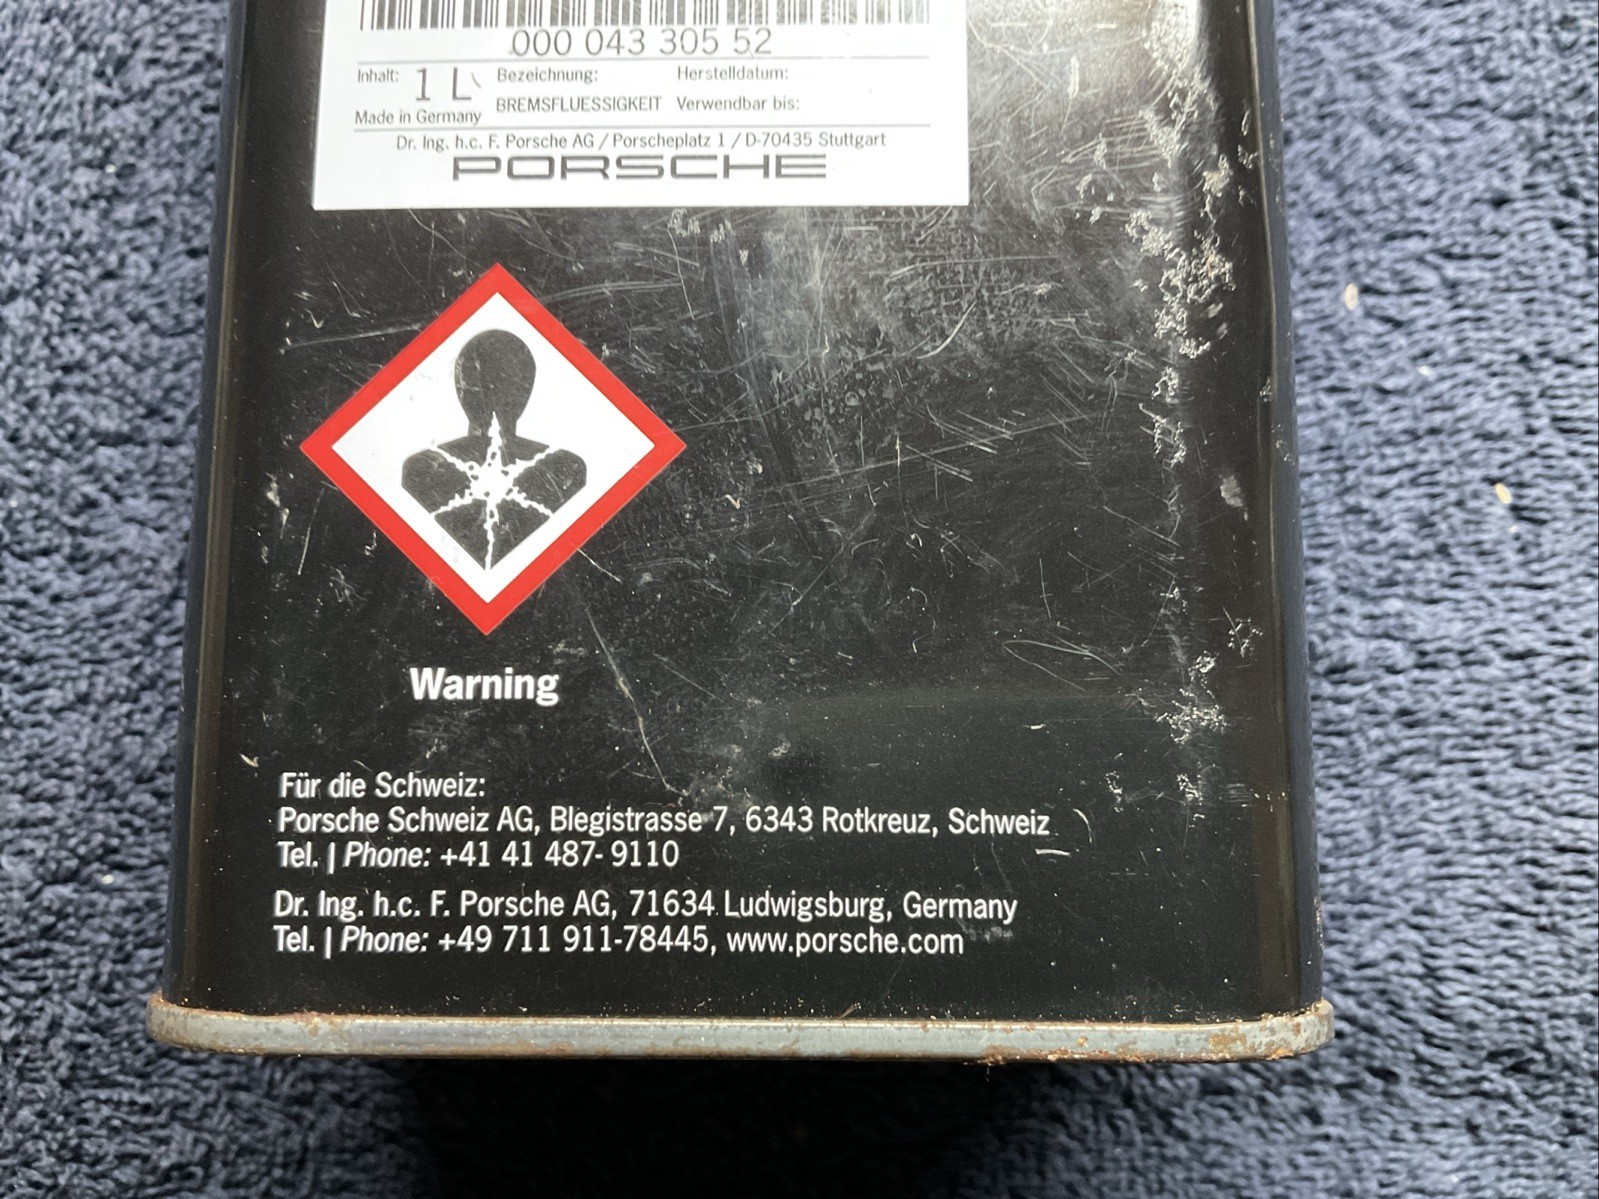 000 043 305 52
Inhalt: 1 L Bezeichnung: Herstelldatum:
BREMSFLUESSIGKEIT Verwendbar bis:
Made in Germany
Dr. Ing. h.c. F. Porsche AG / Porscheplatz 1 / D-70435 Stuttgart
PORSCHE
Warning
Für die Schweiz:
Porsche Schweiz AG, Blegistrasse 7, 6343 Rotkreuz, Schweiz
Tel. | Phone: +41 41 487- 9110
Dr. Ing. h.c. F. Porsche AG, 71634 Ludwigsburg, Germany
Tel. | Phone: +49 711 911-78445, www.porsche.com